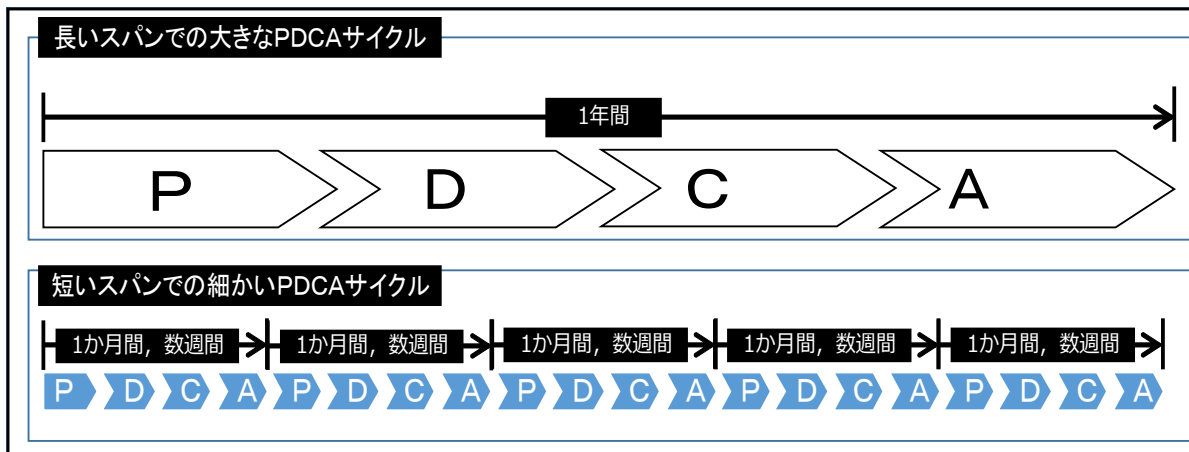 長いスパンでの大きなPDCAサイクル
1年間
P D C A
短いスパンでの細かいPDCAサイクル
1か月間，数週間 1か月間，数週間 1か月間，数週間 1か月間，数週間 1か月間，数週間
P D C A P D C A P D C A P D C A P D C A